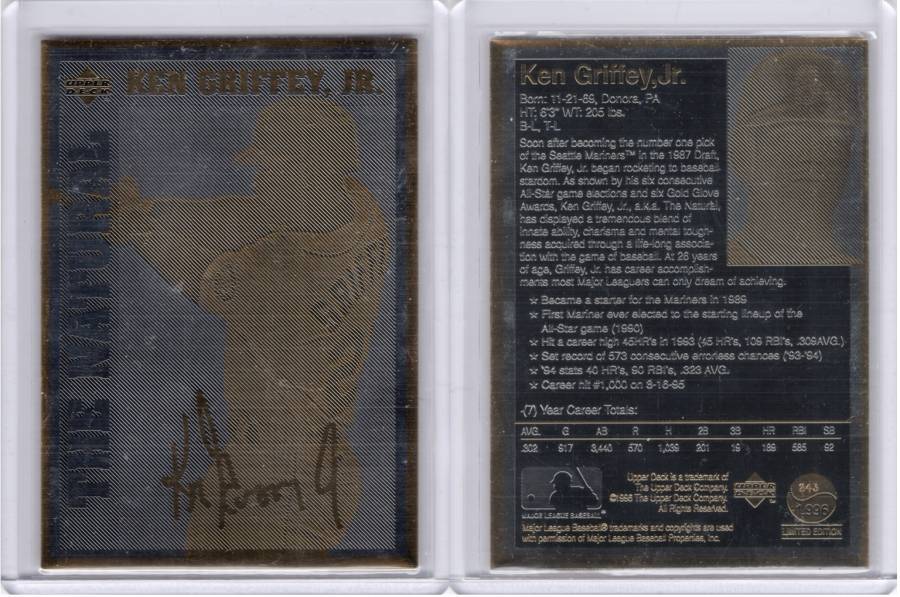 UPPER DECK
KEN GRIFFEY, JR.
THE NATURAL
Ken Griffey, Jr.
Born: 11-21-69, Donora, PA
HT: 6'3" WT: 205 lbs.
B-L, T-L
Soon after becoming the number one pick
of the Seattle Mariners™ in the 1987 Draft,
Ken Griffey, Jr. began rocketing to baseball
stardom. As shown by his six consecutive
All-Star game elections and six Gold Glove
Awards, Ken Griffey, Jr., a.k.a. The Natural,
has displayed a tremendous blend of
innate ability, charisma and mental tough-
ness acquired through a life-long associa-
tion with the game of baseball. At 26 years
of age, Griffey, Jr. has career accomplish-
ments most Major Leaguers can only dream of achieving.
☆ Became a starter for the Mariners in 1989
☆ First Mariner ever elected to the starting lineup of the
All-Star game (1990)
☆ Hit a career high 45HR's in 1993 (45 HR's, 109 RBI's, .309AVG.)
☆ Set record of 573 consecutive errorless chances ('93-'94)
☆ '94 stats 40 HR's, 90 RBI's, .323 AVG.
☆ Career hit #1,000 on 8-16-95
-(7) Year Career Totals:
AVG. G AB R H 2B 3B HR RBI SB
.302 917 3,440 570 1,039 201 19 189 585 92
Upper Deck is a trademark of
The Upper Deck Company.
©1996 The Upper Deck Company.
All Rights Reserved.
MAJOR LEAGUE BASEBALL
UPPER DECK
243
1996
LIMITED EDITION
Major League Baseball® trademarks and copyrights are used
with permission of Major League Baseball Properties, Inc.